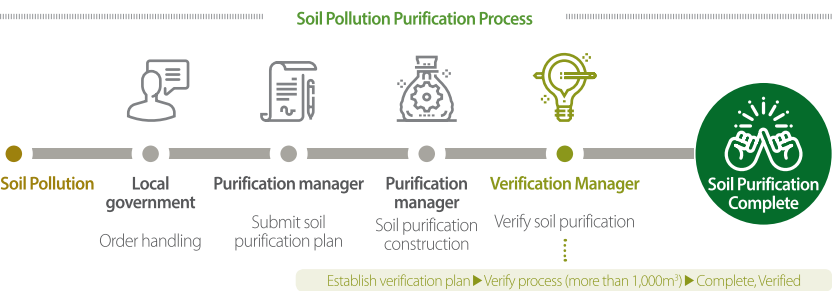 Soil Pollution Purification Process
Soil Pollution
Local
government
Order handling
Purification manager
Submit soil
purification plan
Purification
manager
Soil purification
construction
Verification Manager
Verify soil purification
Soil Purification
Complete
Establish verification plan ▶ Verify process (more than 1,000m³) ▶ Complete, Verified